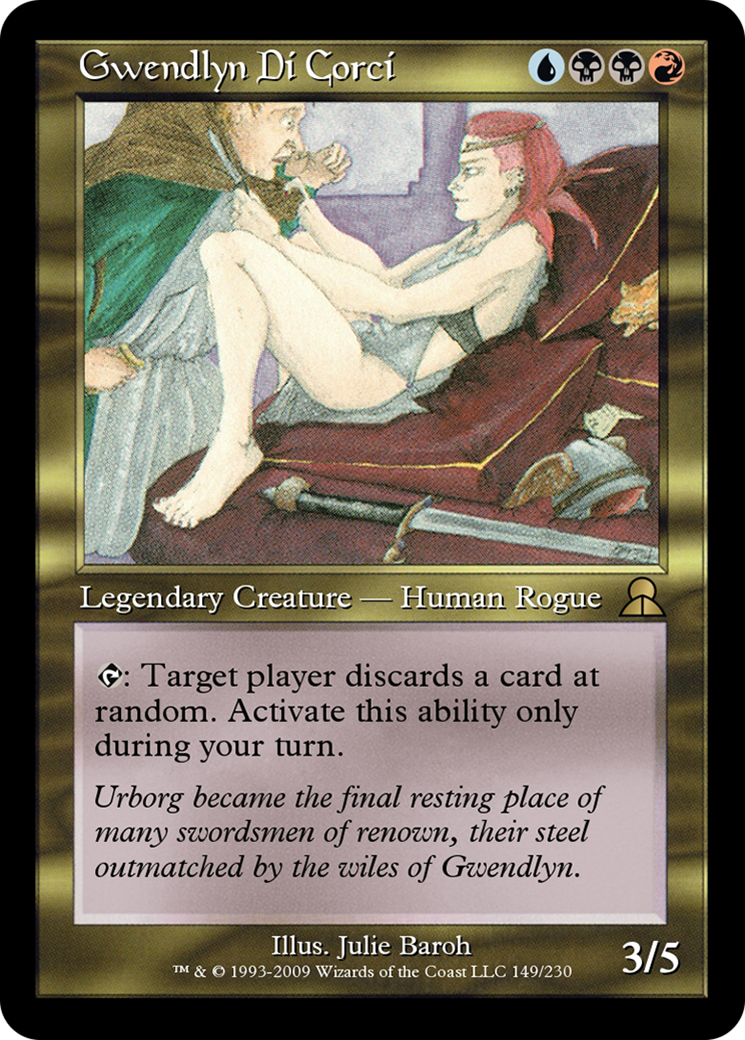 Gwendlyn Di Corci
Legendary Creature — Human Rogue
: Target player discards a card at
random. Activate this ability only
during your turn.
Urborg became the final resting place of
many swordsmen of renown, their steel
outmatched by the wiles of Gwendlyn.
Illus. Julie Baroh
™ & © 1993-2009 Wizards of the Coast LLC 149/230
3/5